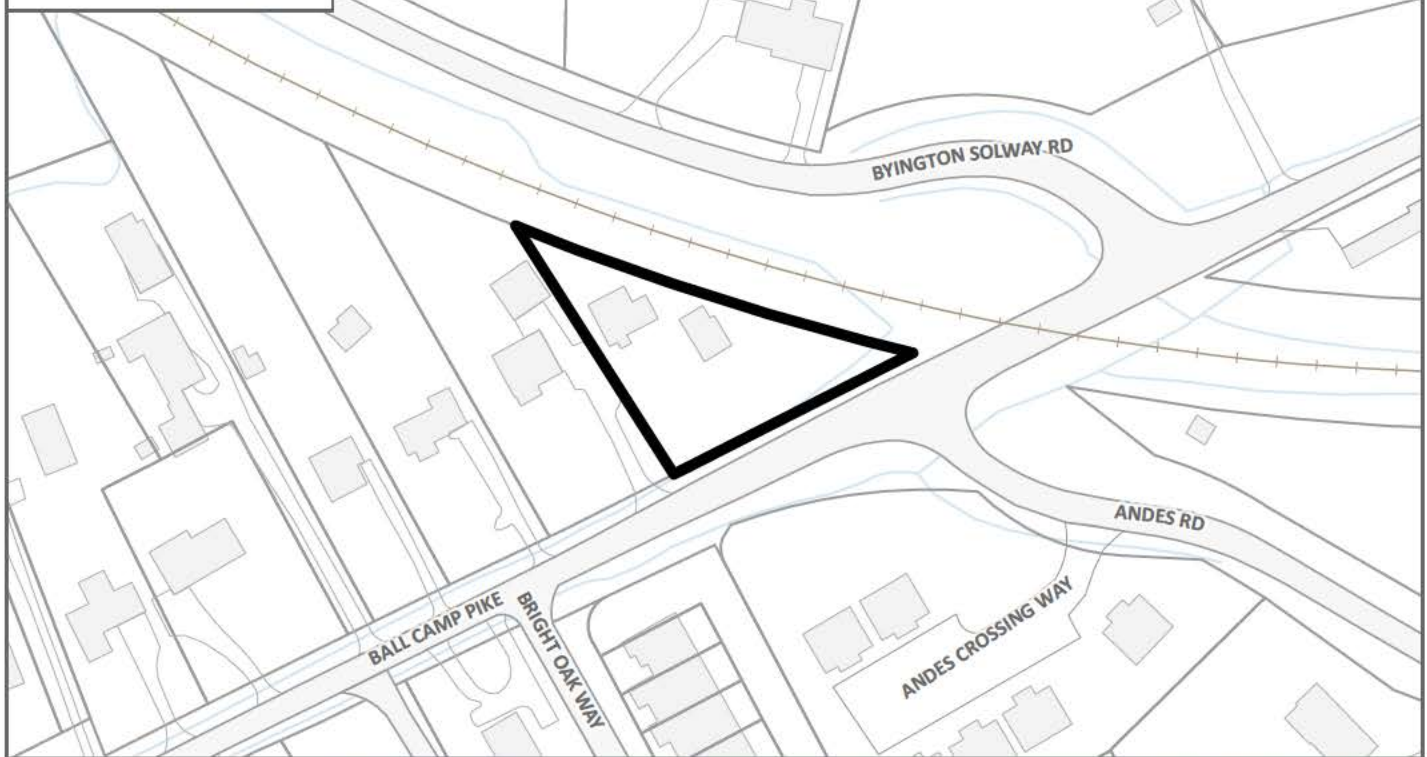 BYINGTON SOLWAY RD
ANDES RD
BALL CAMP PIKE
BRIGHT OAK WAY
ANDES CROSSING WAY